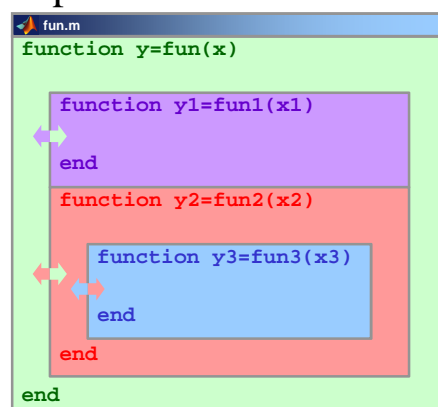 fun.m
function y=fun(x)
function y1=fun1(x1)
end
function y2=fun2(x2)
function y3=fun3(x3)
end
end
end